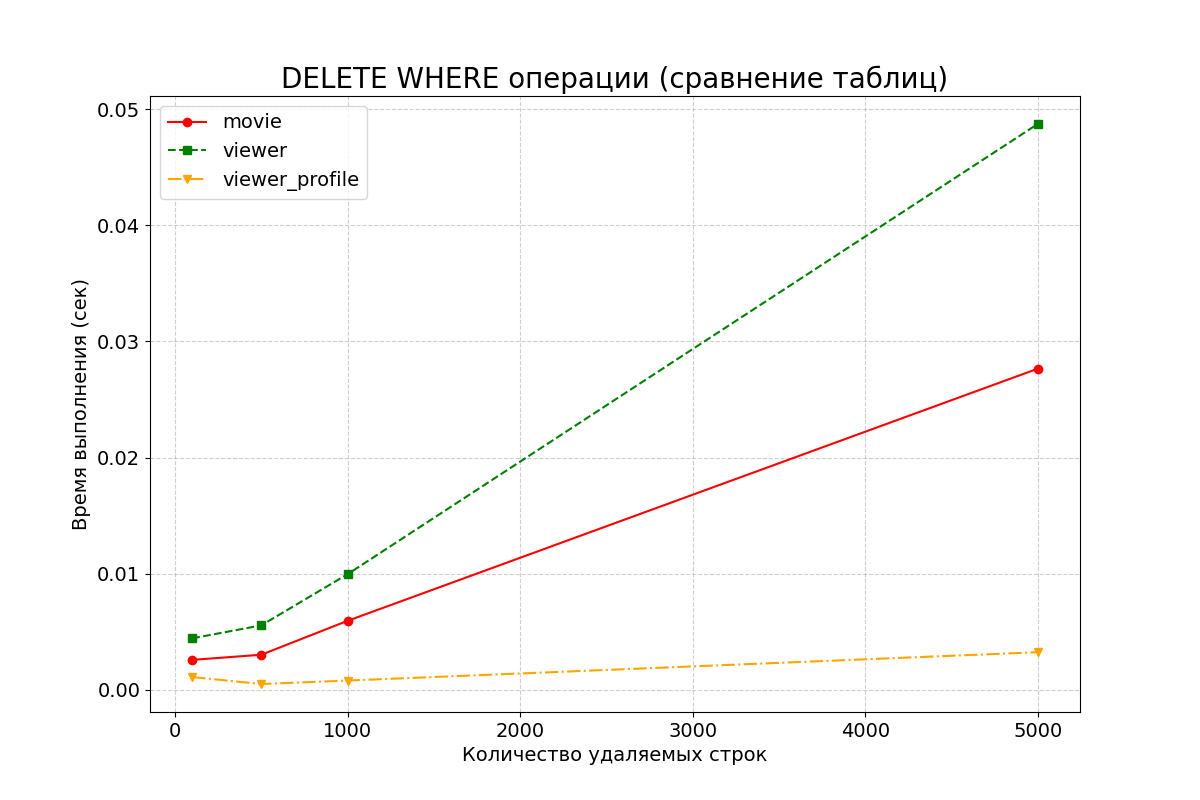 DELETE WHERE операции (сравнение таблиц)
movie
viewer
viewer_profile
Время выполнения (сек)
0.05
0.04
0.03
0.02
0.01
0.00
0 1000 2000 3000 4000 5000
Количество удаляемых строк